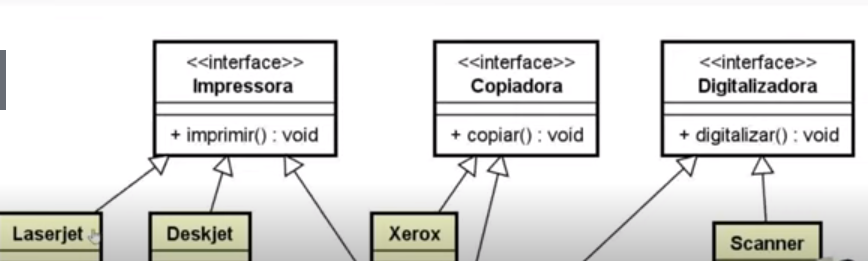 <<interface>>
Impressora
+ imprimir() : void
<<interface>>
Copiadora
+ copiar() : void
<<interface>>
Digitalizadora
+ digitalizar() : void
Laserjet
Deskjet
Xerox
Scanner